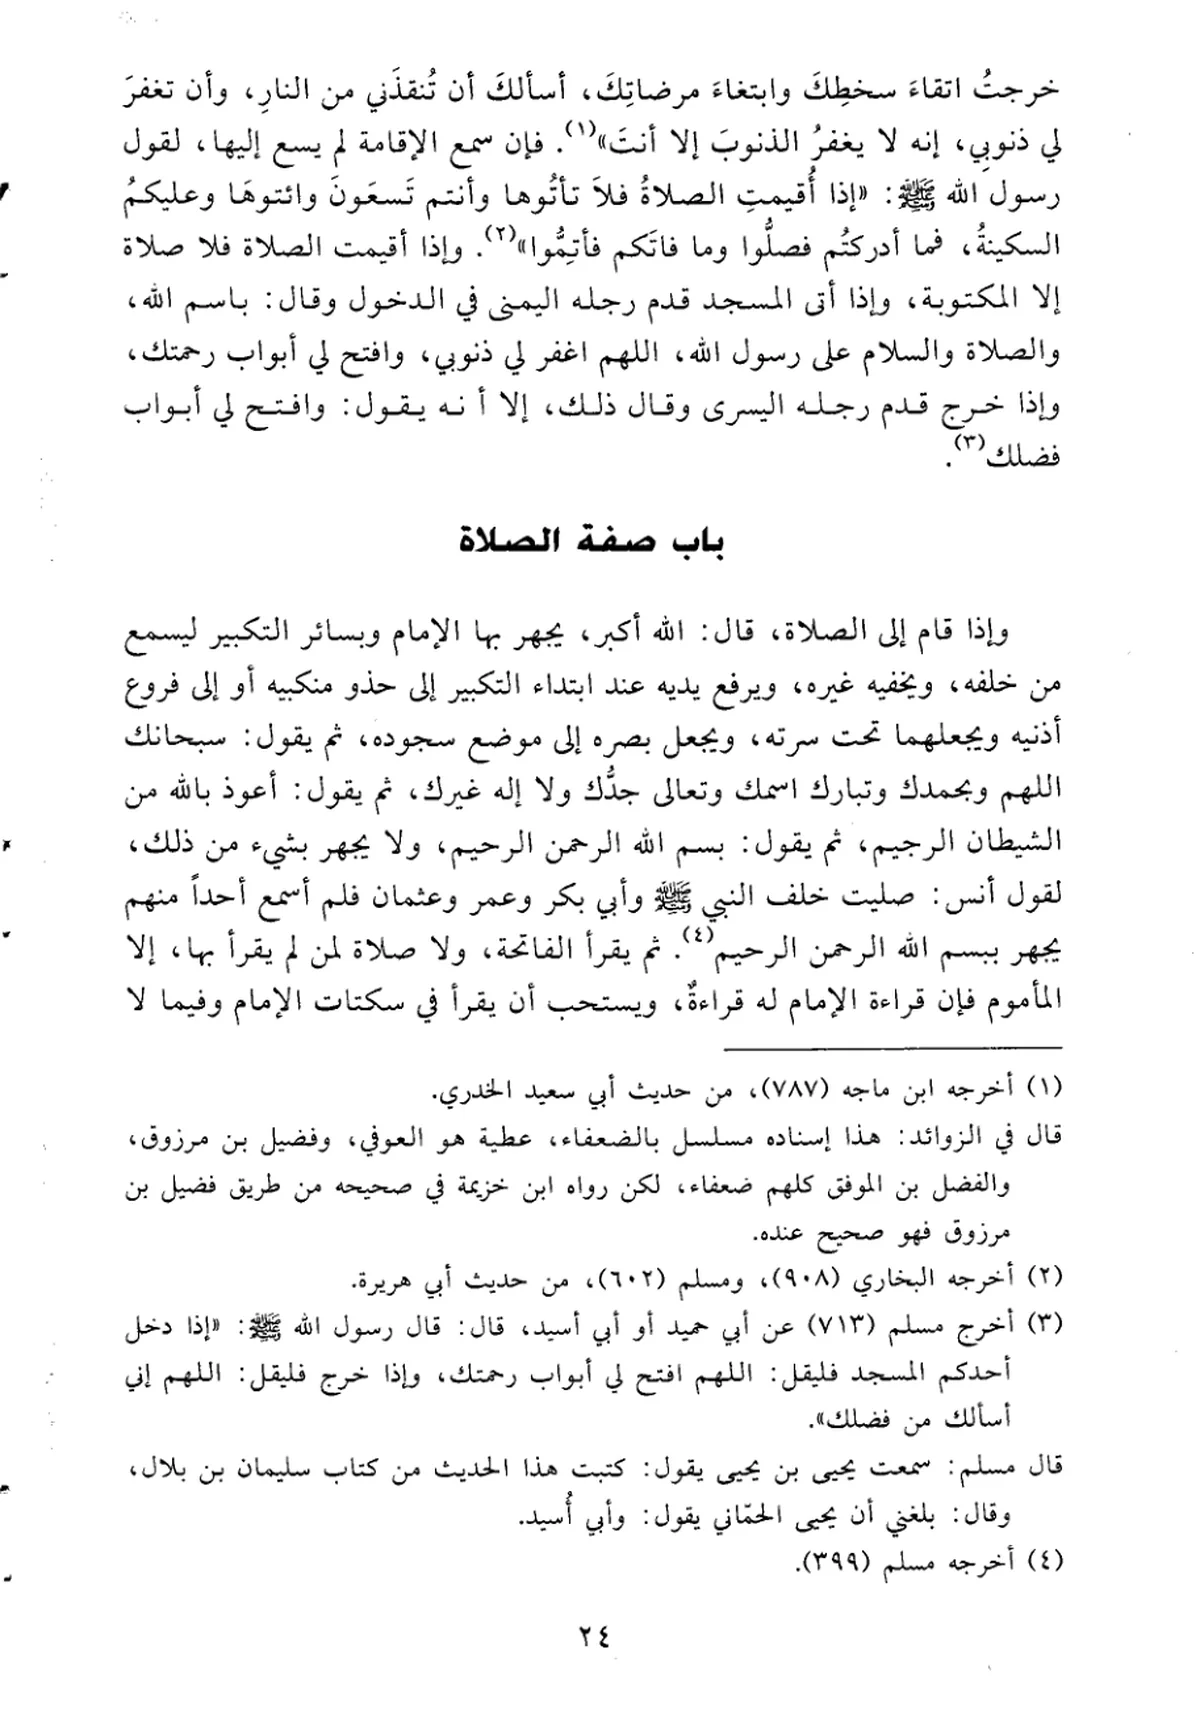 خرجتُ اتقاءَ سخطِكَ وابتغاءَ مرضاتِكَ، أسألكَ أن تُنقذَني من النارِ، وأن تغفرَ
لي ذنوبِي، إنه لا يغفرُ الذنوبَ إلا أنتَ»(١). فإن سمع الإقامة لم يسع إليها، لقول
رسول الله ﷺ: «إذا أُقيمتِ الصلاةُ فلاَ تأتُوها وأنتم تَسعَونَ وائتوهَا وعليكمُ
السكينةُ، فما أدركتُم فصلُّوا وما فاتَكم فأتِمُّوا»(٢). وإذا أقيمت الصلاة فلا صلاة
إلا المكتوبة، وإذا أتى المسجد قدم رجله اليمنى في الدخول وقال: باسم الله،
والصلاة والسلام على رسول الله، اللهم اغفر لي ذنوبي، وافتح لي أبواب رحمتك،
وإذا خرج قدم رجله اليسرى وقال ذلك، إلا أ نه يقول: وافتح لي أبواب
فضلك(٣).
باب صفة الصلاة
وإذا قام إلى الصلاة، قال: الله أكبر، يجهر بها الإمام وبسائر التكبير ليسمع
من خلفه، ويخفيه غيره، ويرفع يديه عند ابتداء التكبير إلى حذو منكبيه أو إلى فروع
أذنيه ويجعلهما تحت سرته، ويجعل بصره إلى موضع سجوده، ثم يقول: سبحانك
اللهم وبحمدك وتبارك اسمك وتعالى جدُّك ولا إله غيرك، ثم يقول: أعوذ بالله من
الشيطان الرجيم، ثم يقول: بسم الله الرحمن الرحيم، ولا يجهر بشيء من ذلك،
لقول أنس: صليت خلف النبي ﷺ وأبي بكر وعمر وعثمان فلم أسمع أحداً منهم
يجهر ببسم الله الرحمن الرحيم(٤). ثم يقرأ الفاتحة، ولا صلاة لمن لم يقرأ بها، إلا
المأموم فإن قراءة الإمام له قراءةٌ، ويستحب أن يقرأ في سكتات الإمام وفيما لا
(١) أخرجه ابن ماجه (٧٨٧)، من حديث أبي سعيد الخدري.
قال في الزوائد: هذا إسناده مسلسل بالضعفاء، عطية هو العوفي، وفضيل بن مرزوق،
والفضل بن الموفق كلهم ضعفاء، لكن رواه ابن خزيمة في صحيحه من طريق فضيل بن
مرزوق فهو صحيح عنده.
(٢) أخرجه البخاري (٩٠٨)، ومسلم (٦٠٢)، من حديث أبي هريرة.
(٣) أخرج مسلم (٧١٣) عن أبي حميد أو أبي أسيد، قال: قال رسول الله ﷺ: «إذا دخل
أحدكم المسجد فليقل: اللهم افتح لي أبواب رحمتك، وإذا خرج فليقل: اللهم إني
أسألك من فضلك».
قال مسلم: سمعت يحيى بن يحيى يقول: كتبت هذا الحديث من كتاب سليمان بن بلال،
وقال: بلغني أن يحيى الحمّاني يقول: وأبي أُسيد.
(٤) أخرجه مسلم (٣٩٩).
٢٤